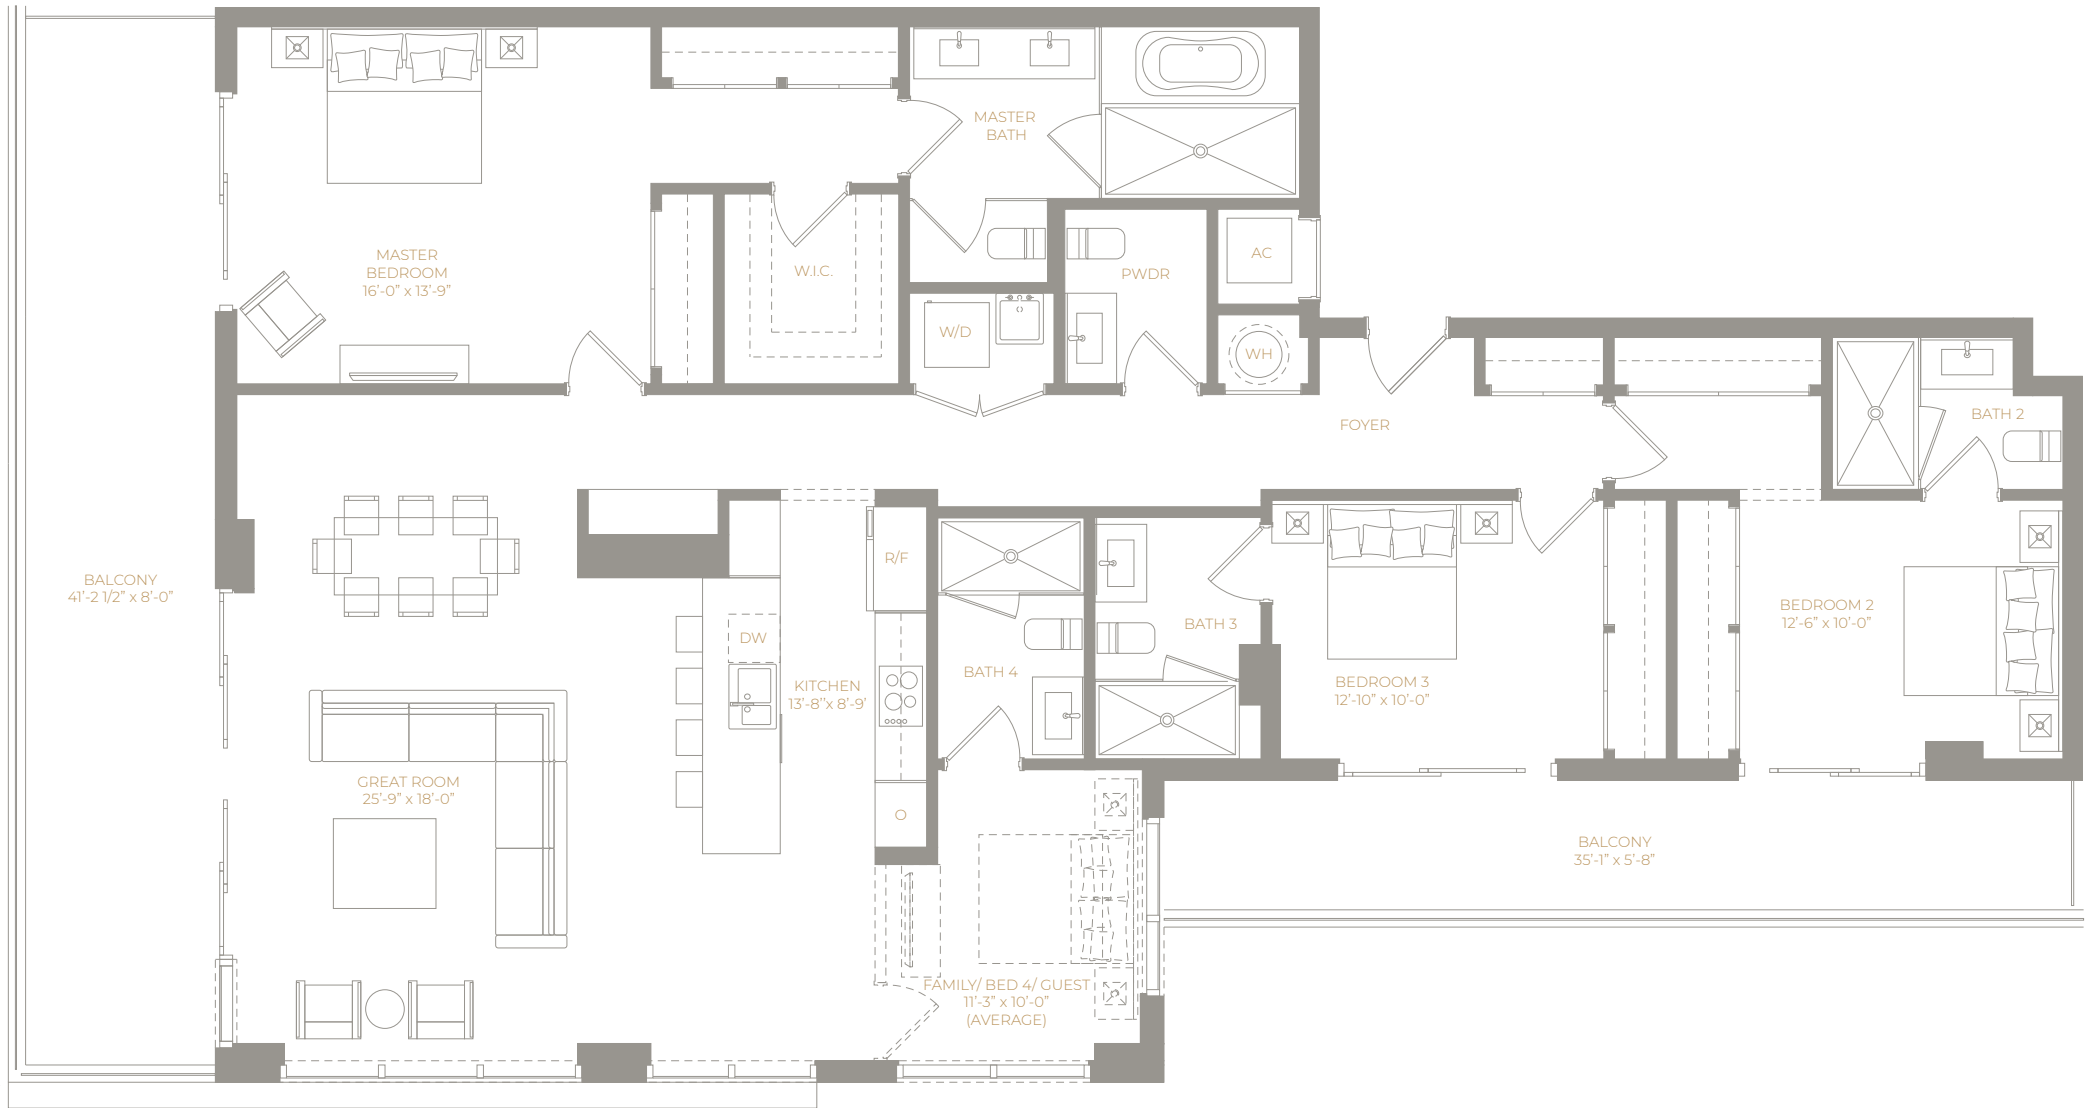 MASTER
BATH
MASTER
BEDROOM
16'-0" x 13'-9"
W.I.C.
PWDR
AC
W/D
WH
FOYER
BATH 2
BALCONY
41'-2 1/2" x 8'-0"
R/F
DW
KITCHEN
13'-8''x 8'-9'
BATH 4
BATH 3
BEDROOM 3
12'-10" x 10'-0"
BEDROOM 2
12'-6" x 10'-0"
GREAT ROOM
25'-9" x 18'-0"
O
BALCONY
35'-1" x 5'-8"
FAMILY/ BED 4/ GUEST
11'-3" x 10'-0"
(AVERAGE)